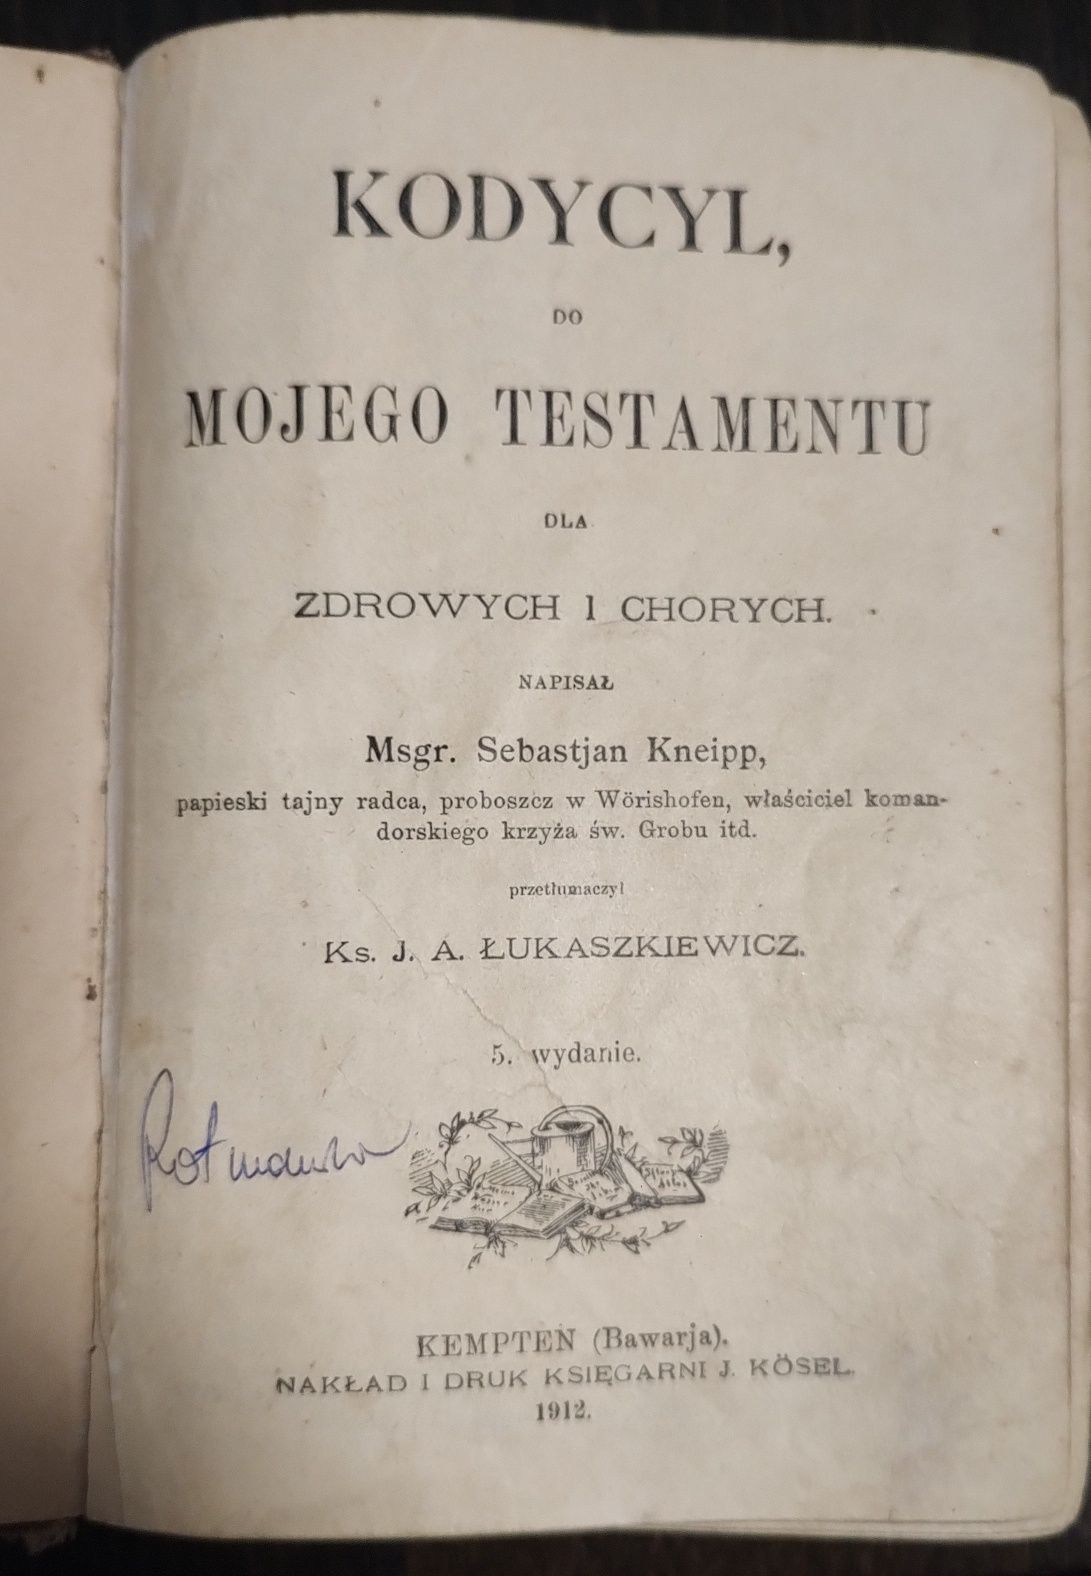 KODYCYL,
DO
MOJEGO TESTAMENTU
DLA
ZDROWYCH I CHORYCH.
NAPISAŁ
Msgr. Sebastjan Kneipp,
papieski tajny radca, proboszcz w Wörishofen, właściciel koman-
dorskiego krzyża św. Grobu itd.
przetłumaczył
Ks. J. A. ŁUKASZKIEWICZ.
5. wydanie.
KEMPTEN (Bawarja).
NAKŁAD I DRUK KSIĘGARNI J. KÖSEL.
1912.